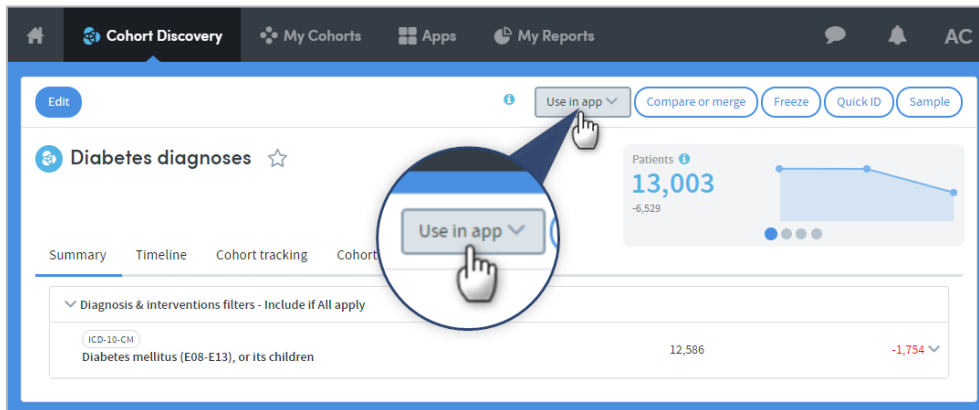 Cohort Discovery My Cohorts Apps My Reports AC
Edit Use in app Compare or merge Freeze Quick ID Sample
Diabetes diagnoses
Patients
13,003
-6,529
Use in app
Summary Timeline Cohort tracking Cohort
Diagnosis & interventions filters - Include if All apply
ICD-10-CM
Diabetes mellitus (E08-E13), or its children 12,586 -1,754